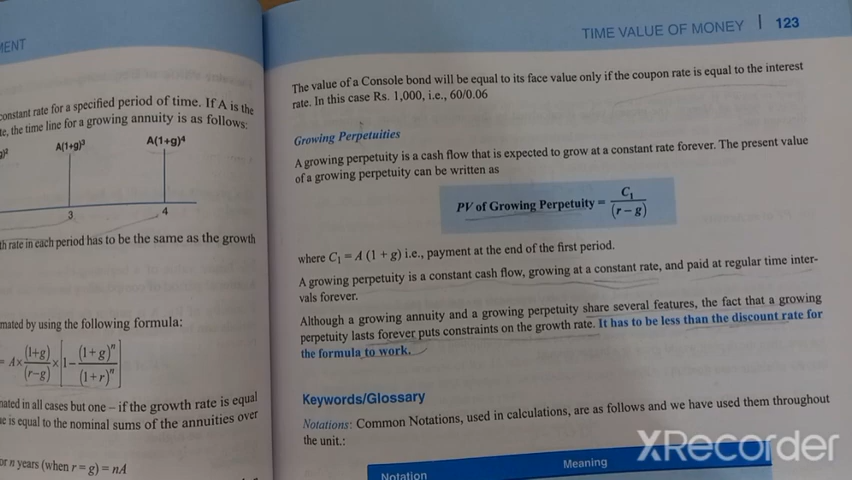 MENT
constant rate for a specified period of time. If A is the
te, the time line for a growing annuity is as follows:
A(1+g)³
A(1+g)⁴
3
4
th rate in each period has to be the same as the growth
mated by using the following formula:
= A× (1+g)/(r–g) × [1– (1+g)ⁿ/(1+r)ⁿ]
nated in all cases but one – if the growth rate is equal
e is equal to the nominal sums of the annuities over
or n years (when r = g) = nA
TIME VALUE OF MONEY | 123
The value of a Console bond will be equal to its face value only if the coupon rate is equal to the interest
rate. In this case Rs. 1,000, i.e., 60/0.06
Growing Perpetuities
A growing perpetuity is a cash flow that is expected to grow at a constant rate forever. The present value
of a growing perpetuity can be written as
PV of Growing Perpetuity = C₁/(r – g)
where C₁ = A (1 + g) i.e., payment at the end of the first period.
A growing perpetuity is a constant cash flow, growing at a constant rate, and paid at regular time inter-
vals forever.
Although a growing annuity and a growing perpetuity share several features, the fact that a growing
perpetuity lasts forever puts constraints on the growth rate. It has to be less than the discount rate for
the formula to work.
Keywords/Glossary
Notations: Common Notations, used in calculations, are as follows and we have used them throughout
the unit.:
Notation Meaning
XRecorder